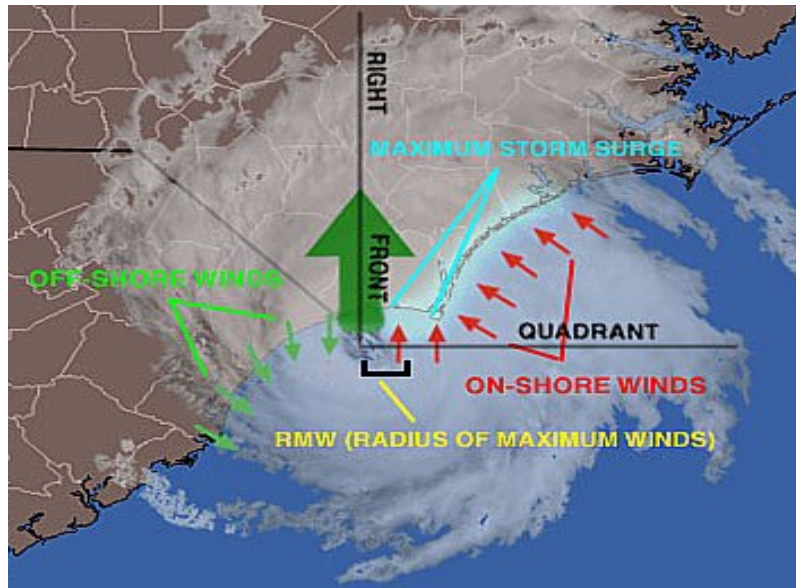 RIGHT
MAXIMUM STORM SURGE
FRONT
OFF-SHORE WINDS
QUADRANT
ON-SHORE WINDS
RMW (RADIUS OF MAXIMUM WINDS)